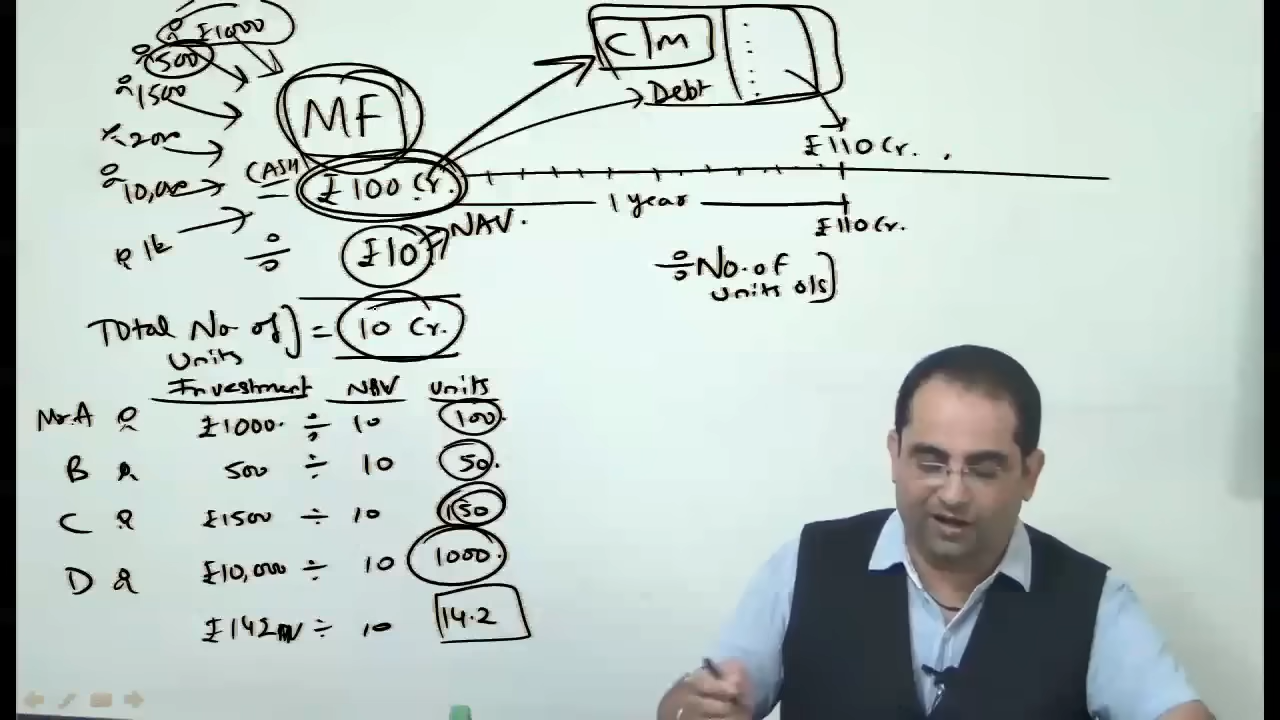 ₹1000
500
1500
2000
10,000
1k
MF
CASH
₹100 Cr.
÷ ₹10 → NAV.
Total No of Units = 10 Cr.
C | M
Debt
₹110 Cr.
1 year
₹110 Cr.
÷ No. of
units o/s
Investment NAV units
Mr. A ₹1000 ÷ 10 100
B 500 ÷ 10 50
C ₹1500 ÷ 10 150
D ₹10,000 ÷ 10 1000
÷ 10 14.2